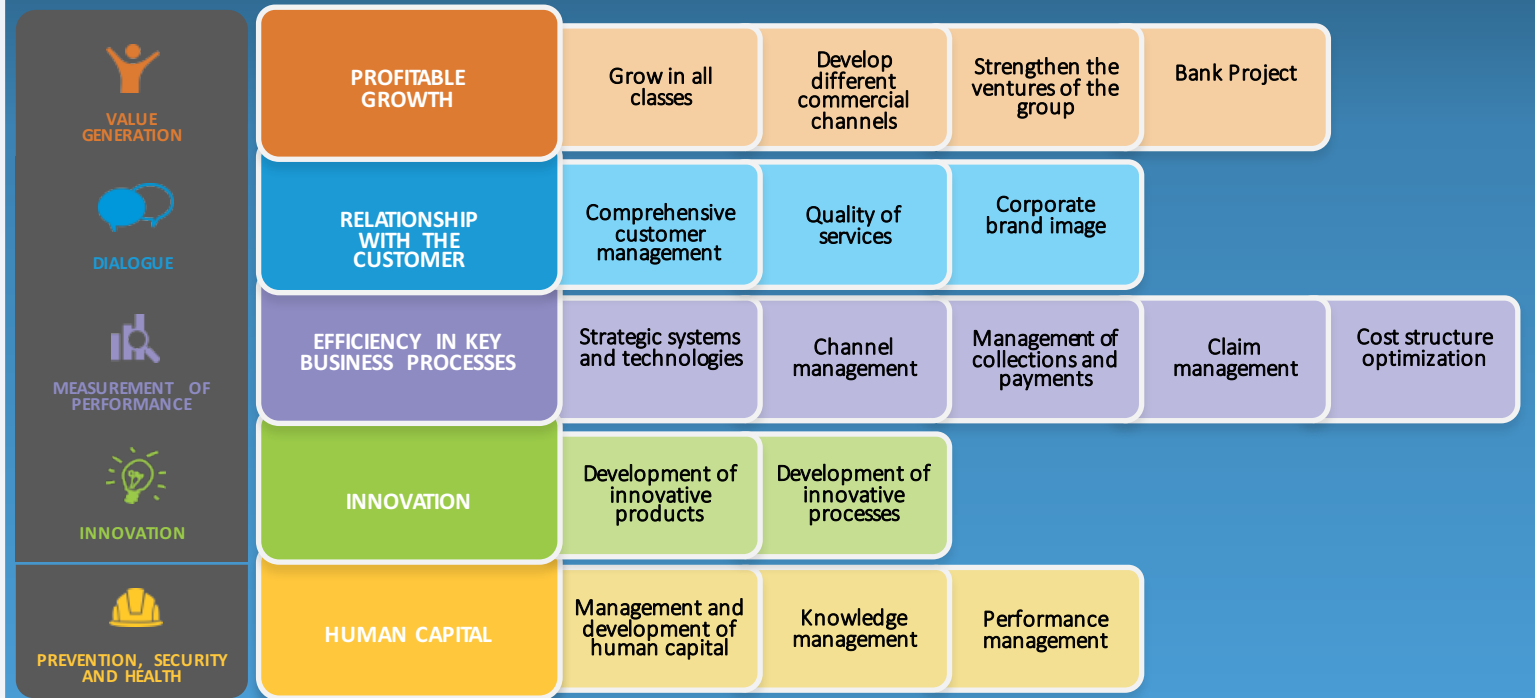 VALUE
GENERATION
PROFITABLE
GROWTH
Grow in all
classes
Develop
different
commercial
channels
Strengthen the
ventures of the
group
Bank Project
DIALOGUE
RELATIONSHIP
WITH THE
CUSTOMER
Comprehensive
customer
management
Quality of
services
Corporate
brand image
MEASUREMENT OF
PERFORMANCE
EFFICIENCY IN KEY
BUSINESS PROCESSES
Strategic systems
and technologies
Channel
management
Management of
collections and
payments
Claim
management
Cost structure
optimization
INNOVATION
INNOVATION
Development of
innovative
products
Development of
innovative
processes
PREVENTION, SECURITY
AND HEALTH
HUMAN CAPITAL
Management and
development of
human capital
Knowledge
management
Performance
management